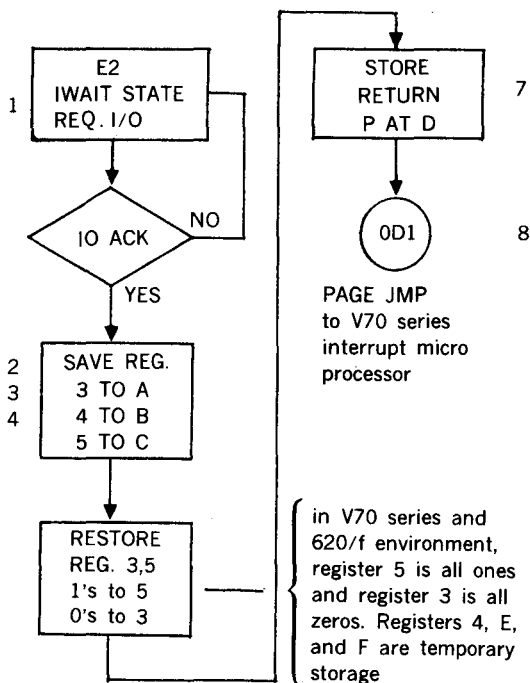 1
E2
IWAIT STATE
REQ. I/O
IO ACK
NO
YES
2
3
4
SAVE REG.
3 TO A
4 TO B
5 TO C
RESTORE
REG. 3,5
1's to 5
0's to 3
STORE
RETURN
P AT D
7
0D1
8
PAGE JMP
to V70 series
interrupt micro
processor
in V70 series and
620/f environment,
register 5 is all ones
and register 3 is all
zeros. Registers 4, E,
and F are temporary
storage